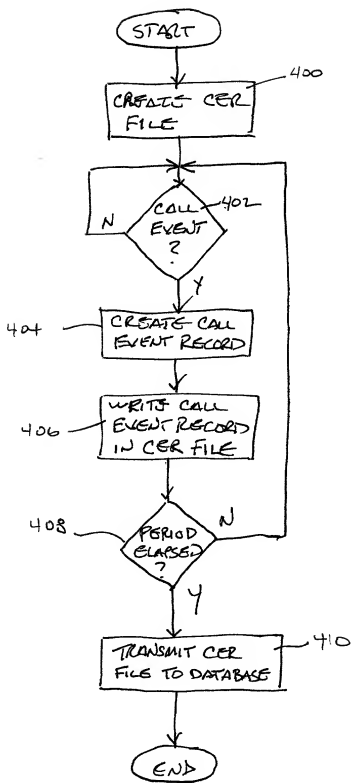 START
400
CREATE CER
FILE
CALL
402
EVENT
?
N
Y
404
CREATE CALL
EVENT RECORD
406
WRITE CALL
EVENT RECORD
IN CER FILE
408
PERIOD
ELAPSED
?
N
Y
410
TRANSMIT CER
FILE TO DATABASE
END